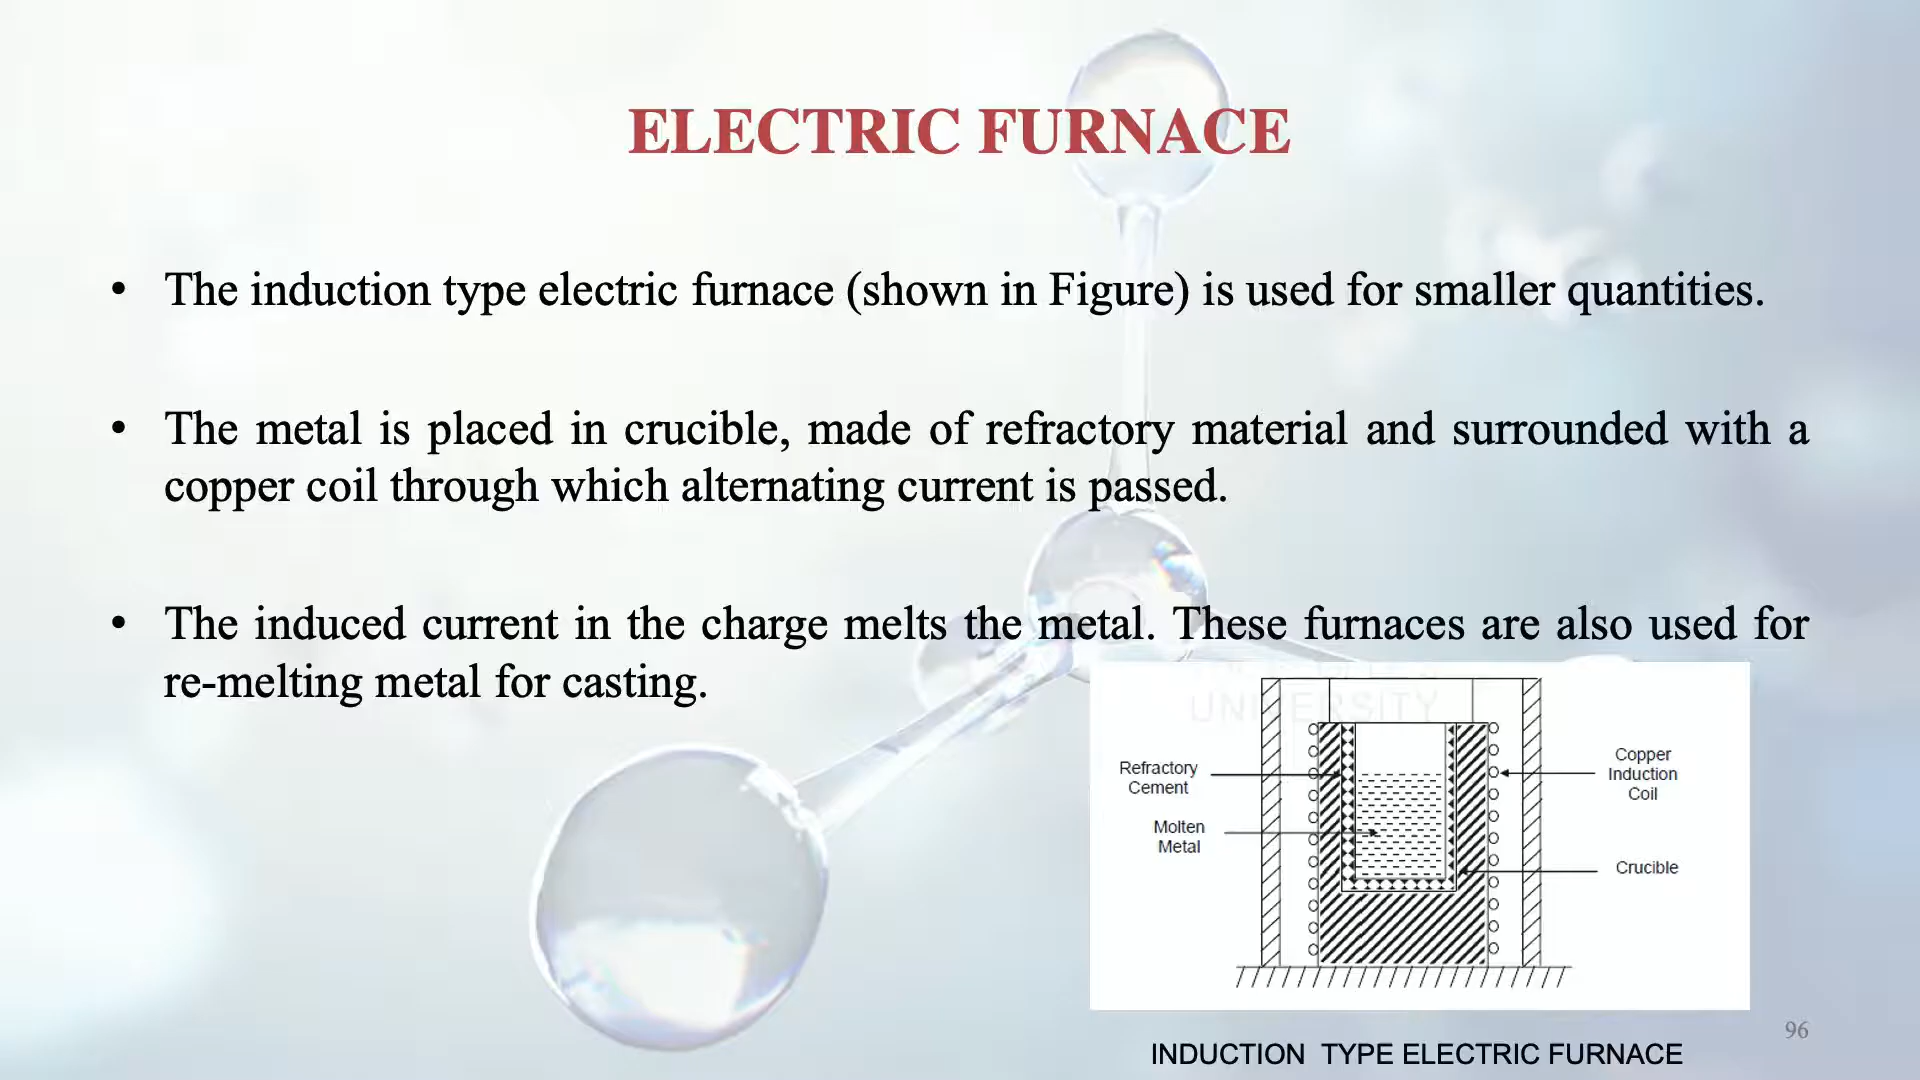 ELECTRIC FURNACE
• The induction type electric furnace (shown in Figure) is used for smaller quantities.
• The metal is placed in crucible, made of refractory material and surrounded with a
copper coil through which alternating current is passed.
• The induced current in the charge melts the metal. These furnaces are also used for
re-melting metal for casting.
UNIVERSITY
Refractory
Cement
Molten
Metal
Copper
Induction
Coil
Crucible
96
INDUCTION TYPE ELECTRIC FURNACE